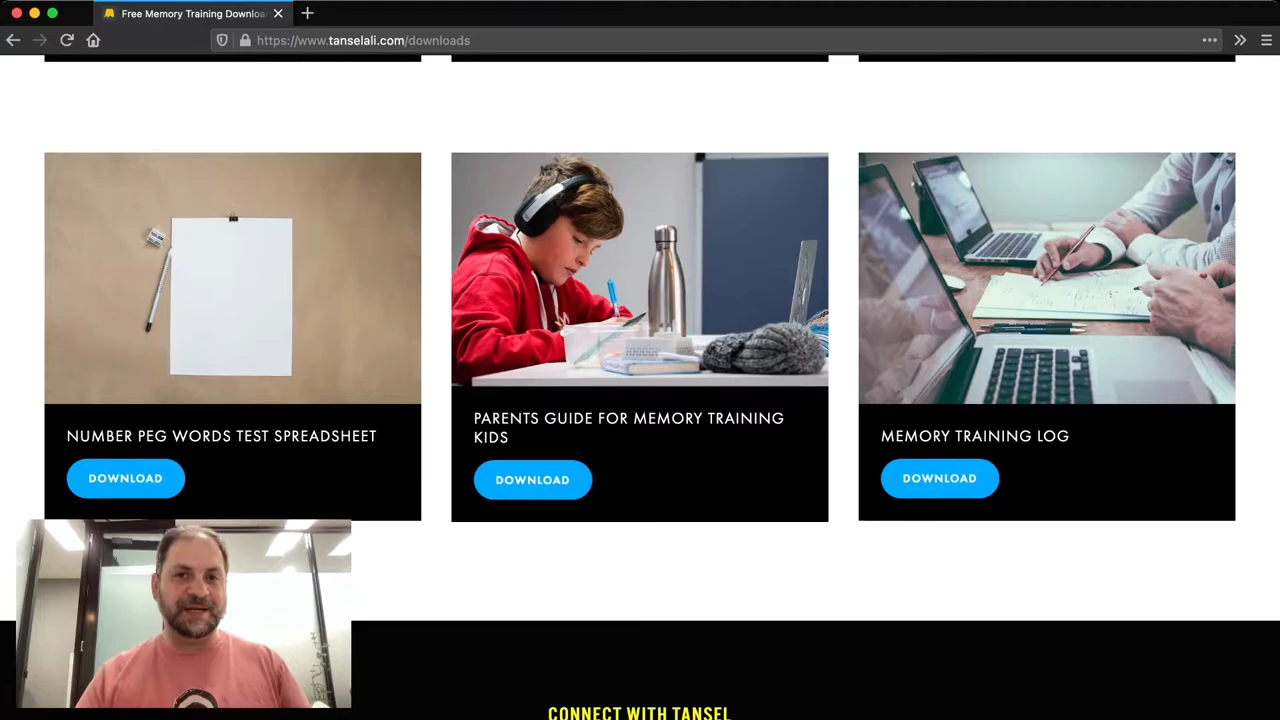 Free Memory Training Downloa
https://www.tanselali.com/downloads
NUMBER PEG WORDS TEST SPREADSHEET
DOWNLOAD
PARENTS GUIDE FOR MEMORY TRAINING
KIDS
DOWNLOAD
MEMORY TRAINING LOG
DOWNLOAD
CONNECT WITH TANSEL